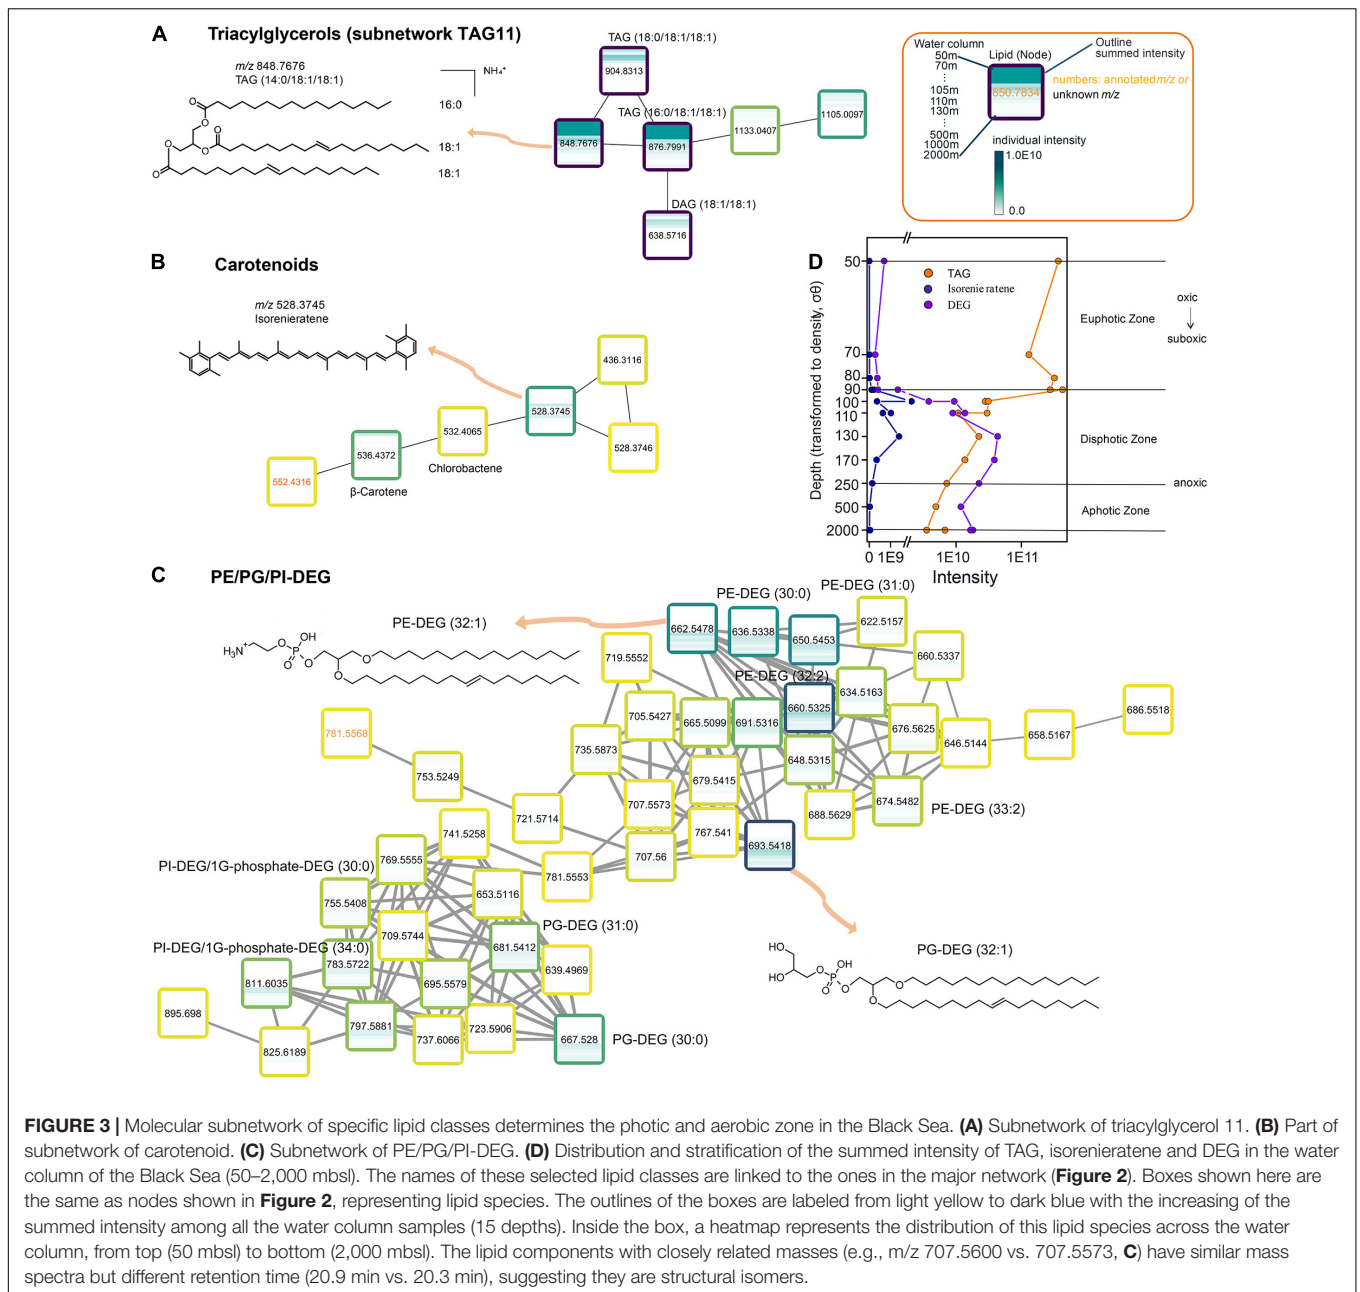 A
Triacylglycerols (subnetwork TAG11)
m/z 848.7676
TAG (14:0/18:1/18:1)
NH₄⁺
16:0
18:1
18:1
O
O
O
O
O
O
TAG (18:0/18:1/18:1)
904.8313
TAG (16:0/18:1/18:1)
848.7676
876.7991
1133.0407
1105.0097
DAG (18:1/18:1)
638.5716
Water column
50m
70m
105m
110m
130m
500m
1000m
2000m
Lipid (Node)
850.7834
Outline
summed intensity
numbers: annotated m/z or
unknown m/z
individual intensity
1.0E10
0.0
B
Carotenoids
m/z 528.3745
Isorenieratene
436.3116
528.3745
528.3746
532.4065
Chlorobactene
536.4372
β-Carotene
552.4316
D
Depth (transformed to density, σθ)
50
70
80
90
100
110
130
170
250
500
2000
TAG
Isorenieratene
DEG
0 1E9
1E10
1E11
Intensity
oxic
suboxic
anoxic
Euphotic Zone
Disphotic Zone
Aphotic Zone
C
PE/PG/PI-DEG
PE-DEG (32:1)
H₃N⁺
O
OH
P
O
O
O
O
PE-DEG (30:0)
PE-DEG (31:0)
662.5478
636.5338
650.5453
622.5157
719.5552
660.5337
PE-DEG (32:2)
634.5163
705.5427
665.5099
691.5316
660.5325
676.5625
646.5144
658.5167
686.5518
781.5568
735.5873
648.5315
753.5249
679.5415
707.5573
688.5629
674.5482
PE-DEG (33:2)
721.5714
741.5258
767.541
693.5418
707.56
769.5555
781.5553
PI-DEG/1G-phosphate-DEG (30:0)
653.5116
755.5408
PG-DEG (31:0)
709.5744
681.5412
PI-DEG/1G-phosphate-DEG (34:0)
783.5722
639.4969
811.6035
695.5579
895.698
797.5881
723.5906
737.6066
667.528
PG-DEG (30:0)
825.6189
PG-DEG (32:1)
HO
OH
O
OH
P
O
O
O
O
FIGURE 3 | Molecular subnetwork of specific lipid classes determines the photic and aerobic zone in the Black Sea. (A) Subnetwork of triacylglycerol 11. (B) Part of
subnetwork of carotenoid. (C) Subnetwork of PE/PG/PI-DEG. (D) Distribution and stratification of the summed intensity of TAG, isorenieratene and DEG in the water
column of the Black Sea (50–2,000 mbsl). The names of these selected lipid classes are linked to the ones in the major network (Figure 2). Boxes shown here are
the same as nodes shown in Figure 2, representing lipid species. The outlines of the boxes are labeled from light yellow to dark blue with the increasing of the
summed intensity among all the water column samples (15 depths). Inside the box, a heatmap represents the distribution of this lipid species across the water
column, from top (50 mbsl) to bottom (2,000 mbsl). The lipid components with closely related masses (e.g., m/z 707.5600 vs. 707.5573, C) have similar mass
spectra but different retention time (20.9 min vs. 20.3 min), suggesting they are structural isomers.